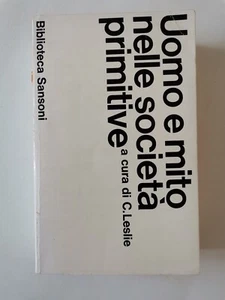 Uomo e mito
nelle società
primitive
a cura di C.Leslie
Biblioteca Sansoni